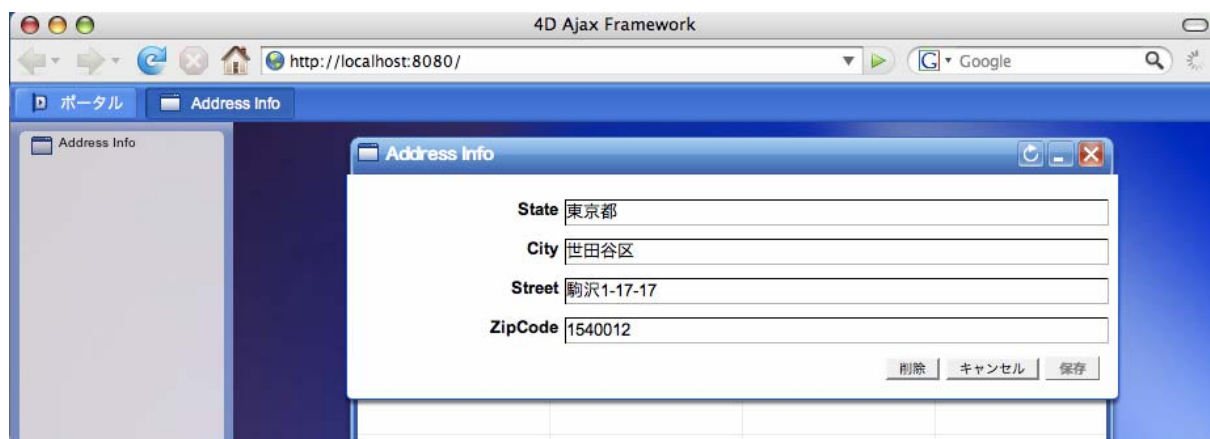 4D Ajax Framework
http://localhost:8080/
G Google
ポータル Address Info
Address Info
Address Info
State 東京都
City 世田谷区
Street 駒沢1-17-17
ZipCode 1540012
削除 キャンセル 保存